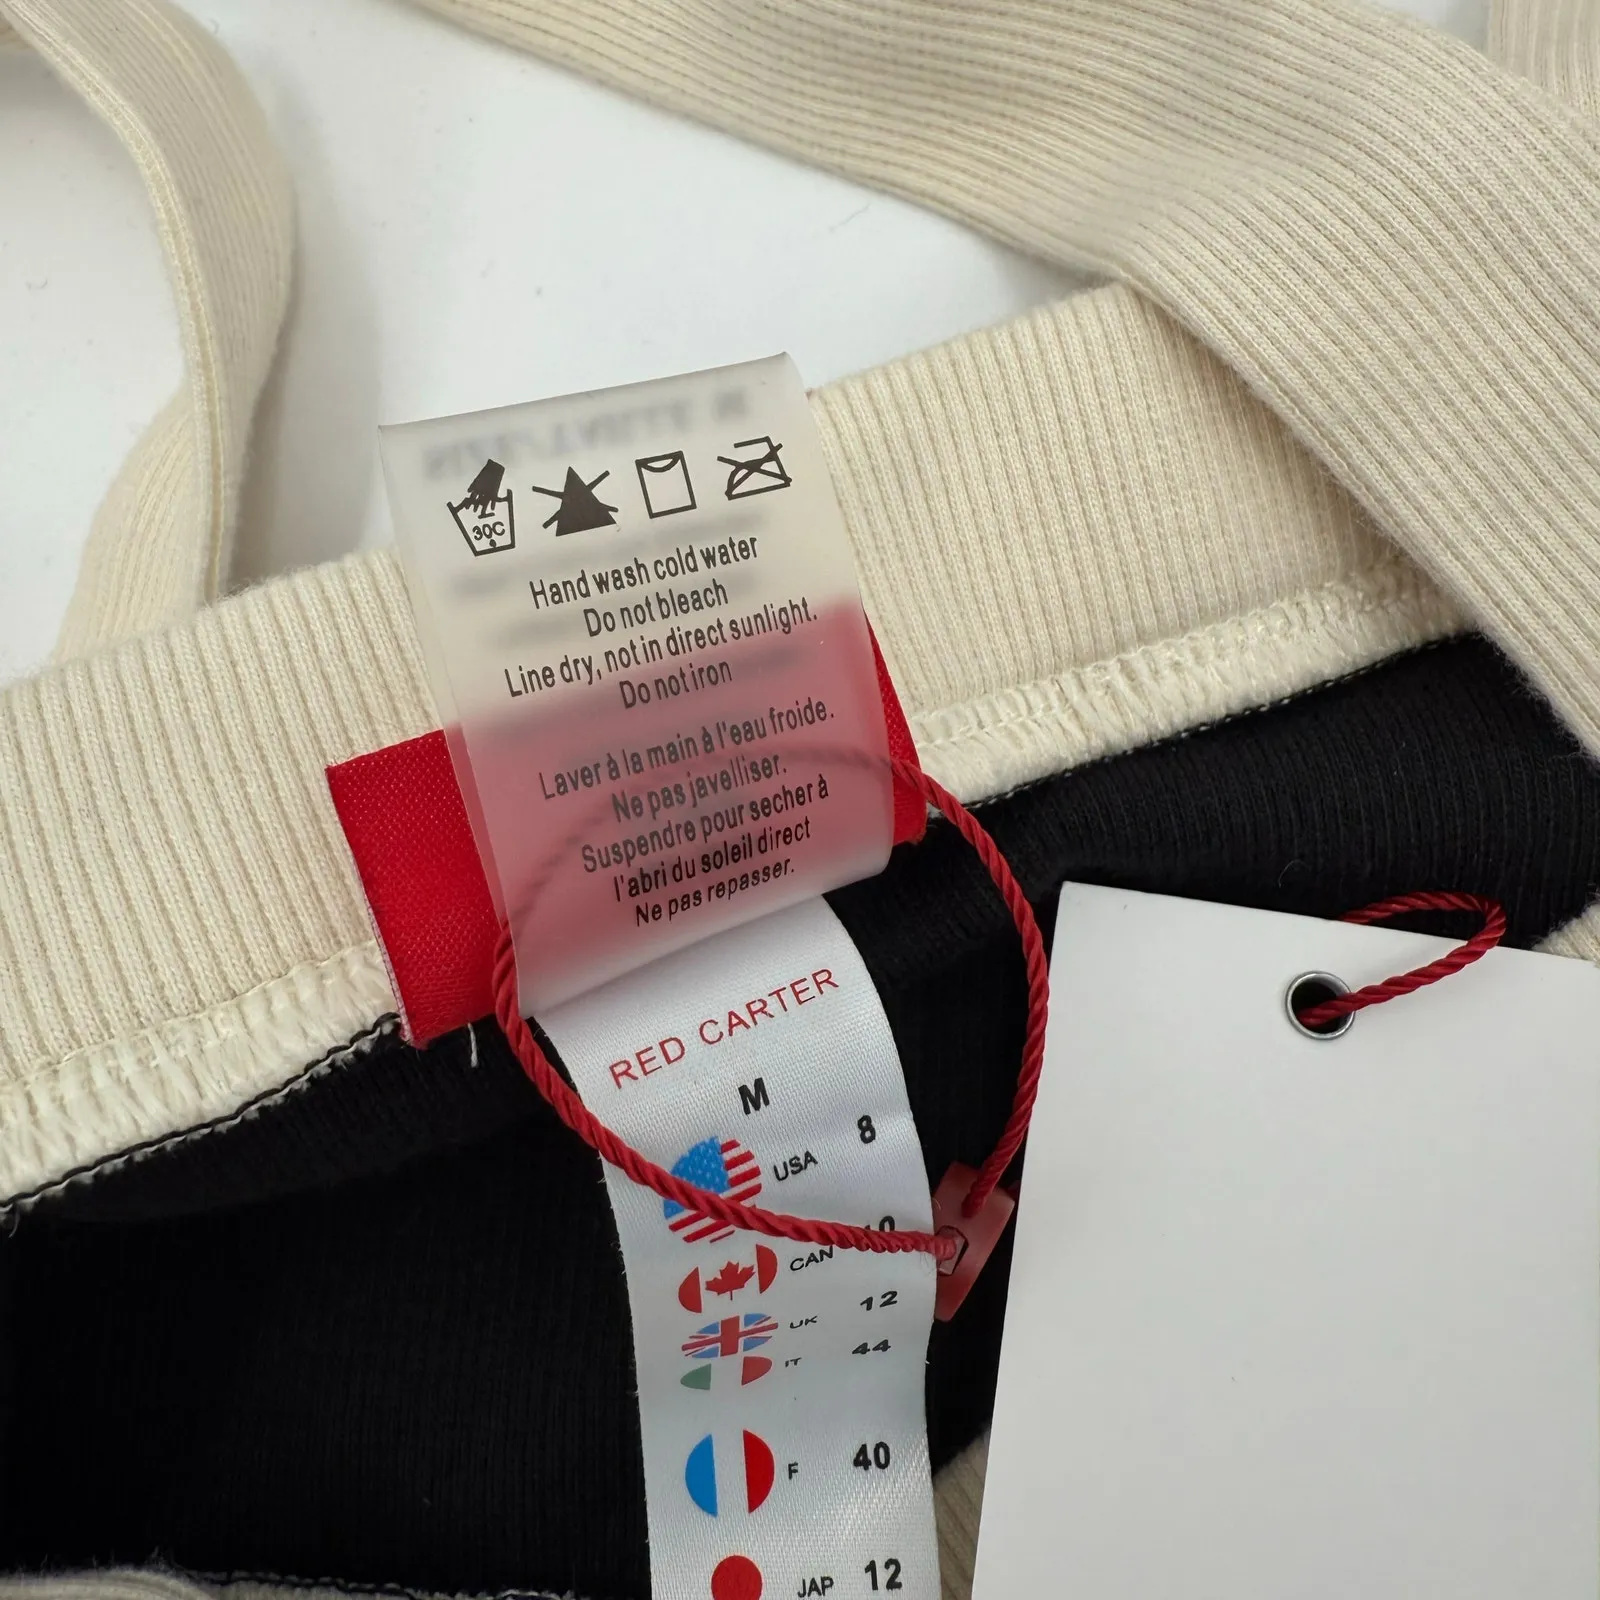 30C
Hand wash cold water
Do not bleach
Line dry, not in direct sunlight.
Do not iron
Laver à la main à l'eau froide.
Ne pas javelliser.
Suspendre pour secher à
l'abri du soleil direct
Ne pas repasser.
RED CARTER
M
USA 8
CAN
UK 12
IT 44
F 40
JAP 12